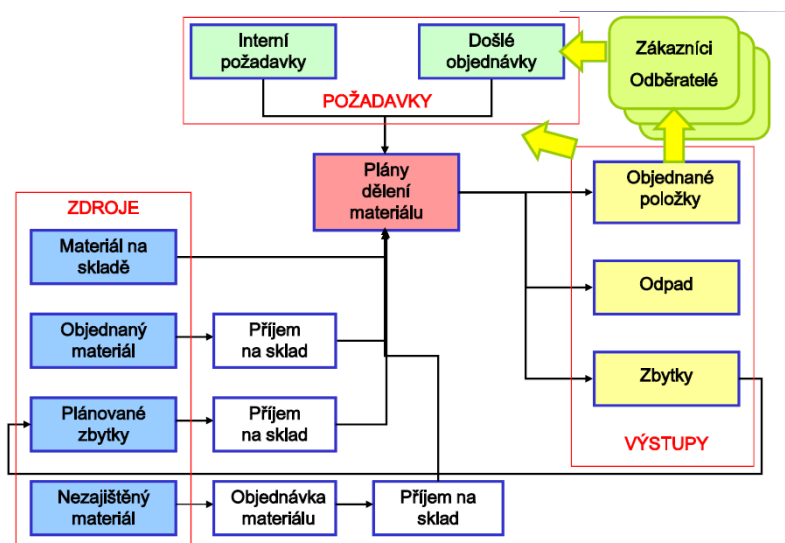 Interní
požadavky
Došlé
objednávky
POŽADAVKY
Zákazníci
Odběratelé
Plány
dělení
materiálu
Objednané
položky
Odpad
Zbytky
VÝSTUPY
ZDROJE
Materiál na
skladě
Objednaný
materiál
Příjem
na sklad
Plánované
zbytky
Příjem
na sklad
Nezajištěný
materiál
Objednávka
materiálu
Příjem na
sklad